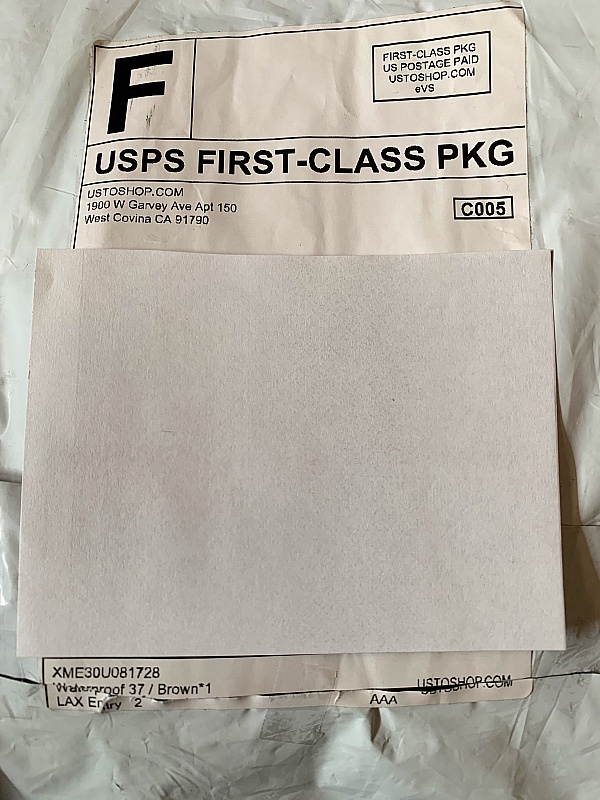 F
FIRST-CLASS PKG
US POSTAGE PAID
USTOSHOP.COM
eVS
USPS FIRST-CLASS PKG
USTOSHOP.COM
1900 W Garvey Ave Apt 150
West Covina CA 91790
C005
XME30U081728
Waterproof 37 / Brown*1
USTOSHOP.COM
LAX Entry 2
AAA